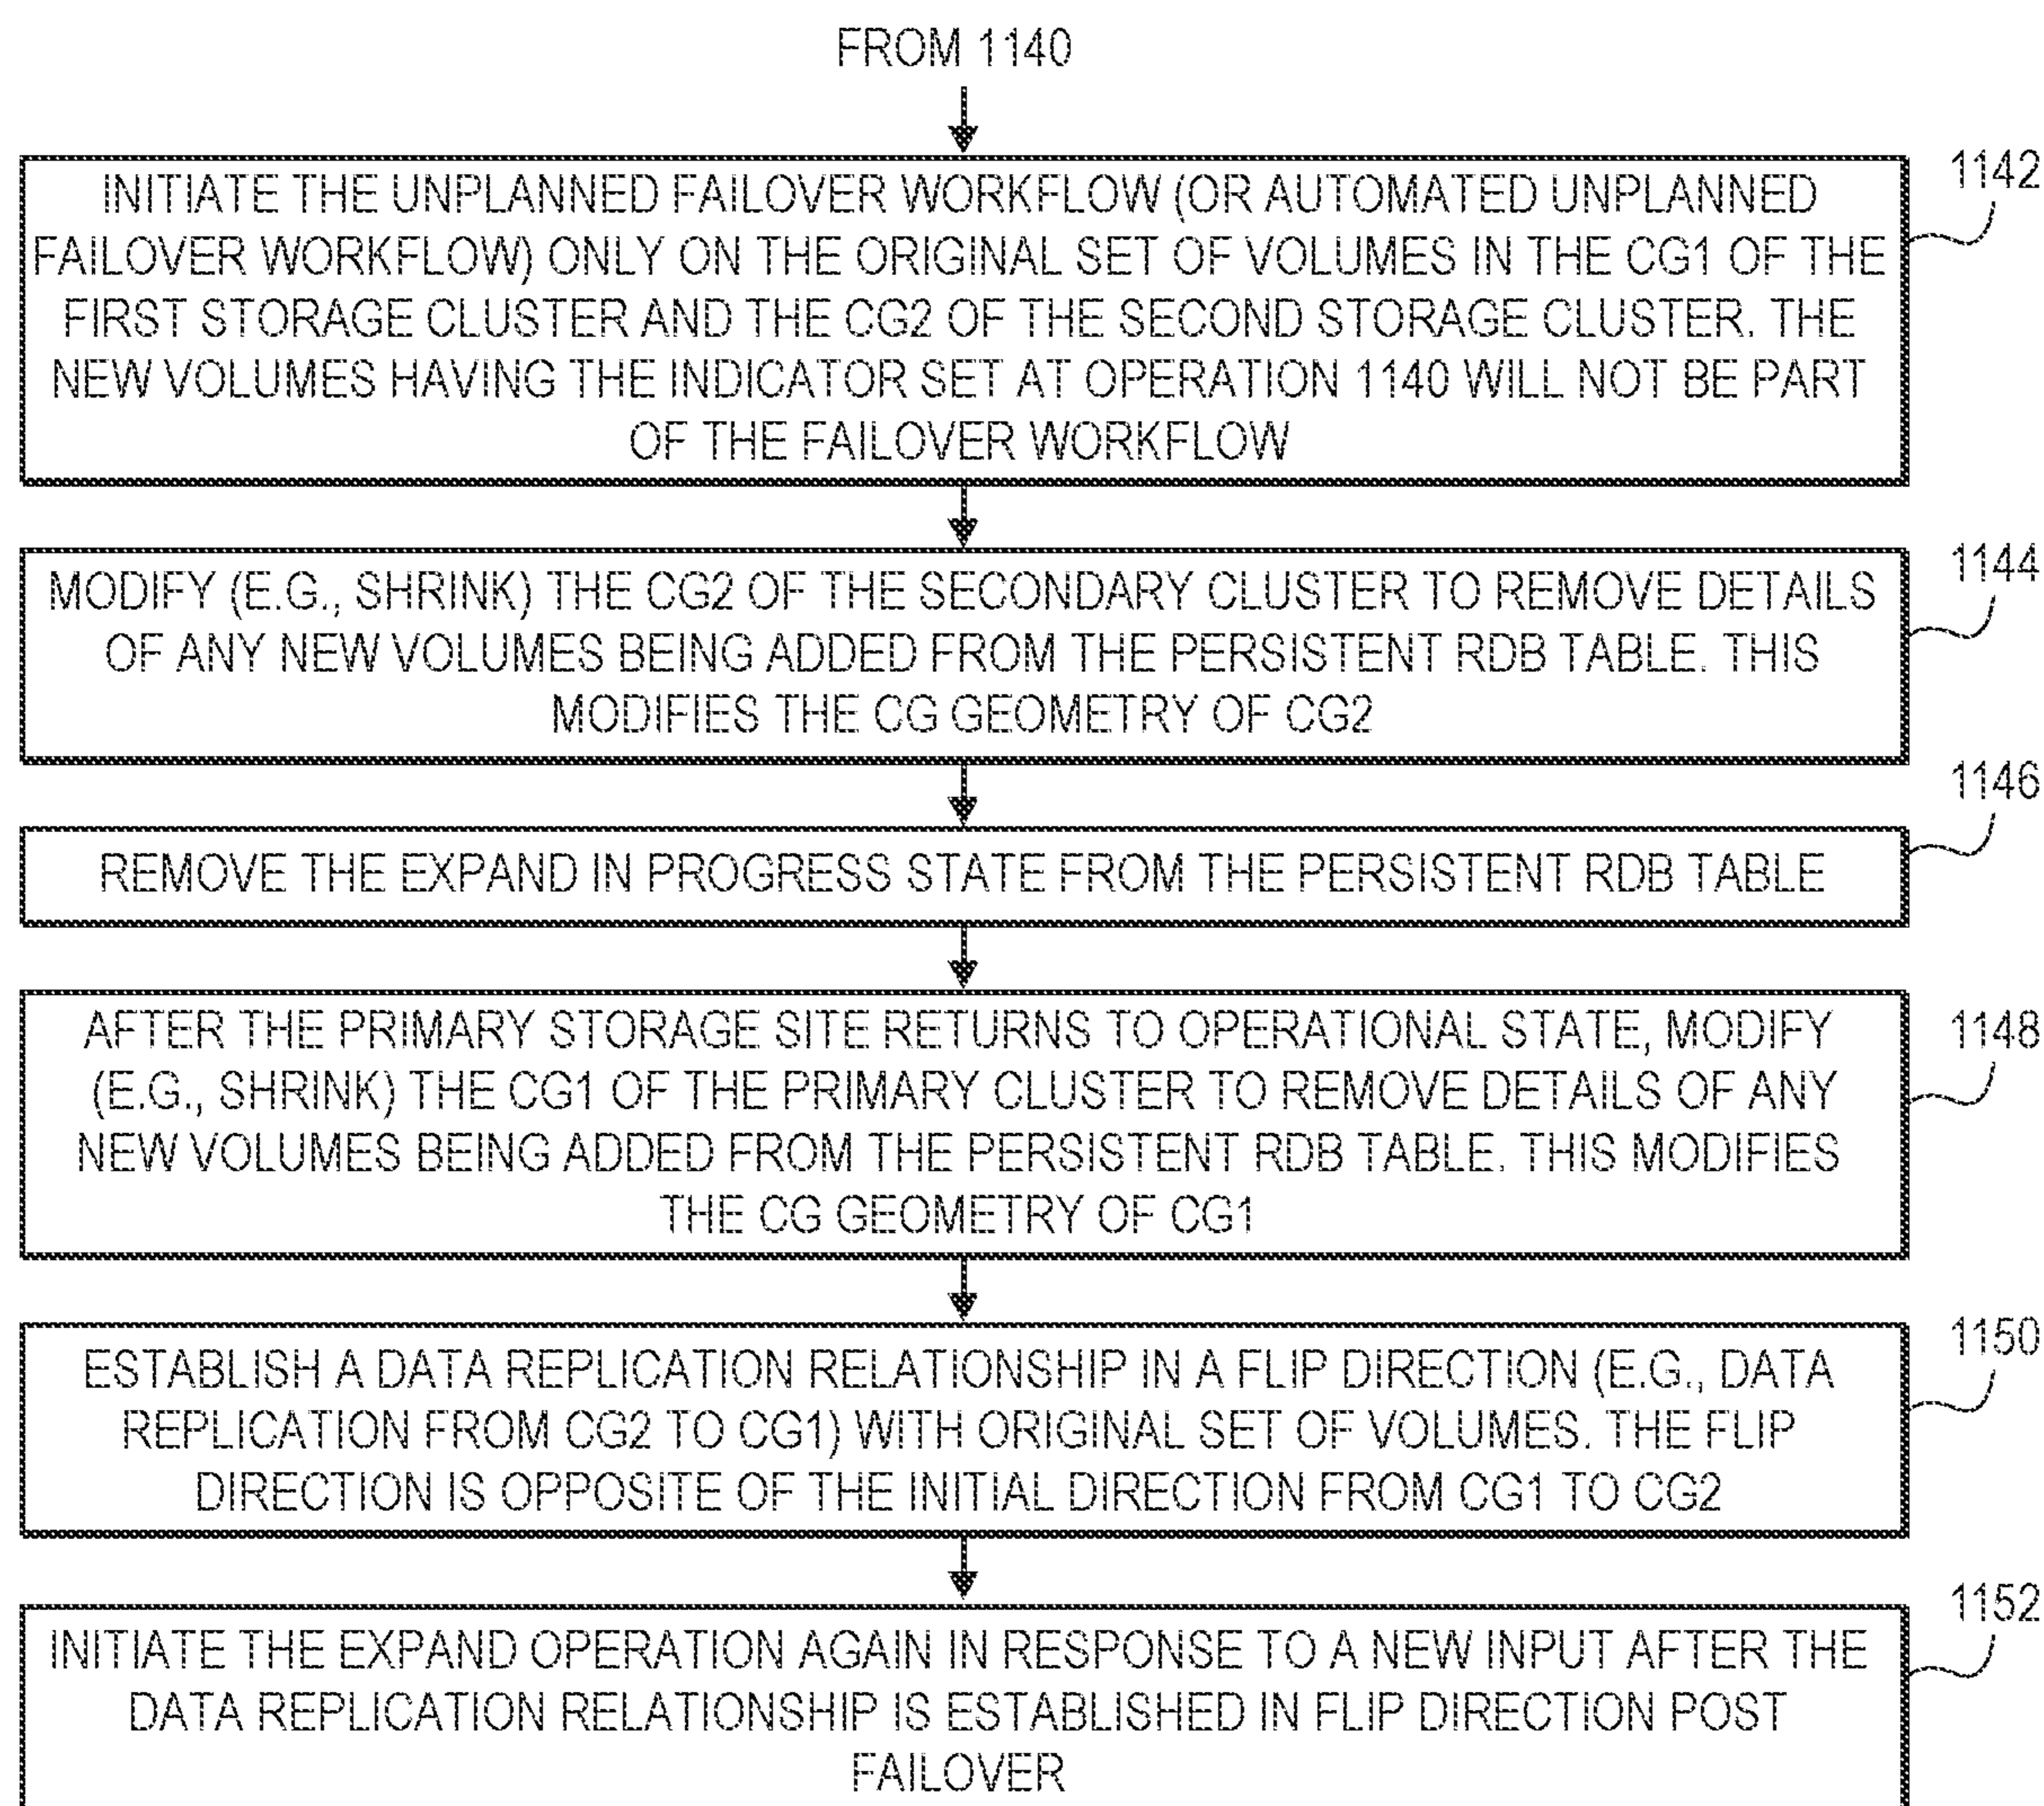 FROM 1140
1142
INITIATE THE UNPLANNED FAILOVER WORKFLOW (OR AUTOMATED UNPLANNED
FAILOVER WORKFLOW) ONLY ON THE ORIGINAL SET OF VOLUMES IN THE CG1 OF THE
FIRST STORAGE CLUSTER AND THE CG2 OF THE SECOND STORAGE CLUSTER. THE
NEW VOLUMES HAVING THE INDICATOR SET AT OPERATION 1140 WILL NOT BE PART
OF THE FAILOVER WORKFLOW
1144
MODIFY (E.G., SHRINK) THE CG2 OF THE SECONDARY CLUSTER TO REMOVE DETAILS
OF ANY NEW VOLUMES BEING ADDED FROM THE PERSISTENT RDB TABLE. THIS
MODIFIES THE CG GEOMETRY OF CG2
1146
REMOVE THE EXPAND IN PROGRESS STATE FROM THE PERSISTENT RDB TABLE
1148
AFTER THE PRIMARY STORAGE SITE RETURNS TO OPERATIONAL STATE, MODIFY
(E.G., SHRINK) THE CG1 OF THE PRIMARY CLUSTER TO REMOVE DETAILS OF ANY
NEW VOLUMES BEING ADDED FROM THE PERSISTENT RDB TABLE. THIS MODIFIES
THE CG GEOMETRY OF CG1
1150
ESTABLISH A DATA REPLICATION RELATIONSHIP IN A FLIP DIRECTION (E.G., DATA
REPLICATION FROM CG2 TO CG1) WITH ORIGINAL SET OF VOLUMES. THE FLIP
DIRECTION IS OPPOSITE OF THE INITIAL DIRECTION FROM CG1 TO CG2
1152
INITIATE THE EXPAND OPERATION AGAIN IN RESPONSE TO A NEW INPUT AFTER THE
DATA REPLICATION RELATIONSHIP IS ESTABLISHED IN FLIP DIRECTION POST
FAILOVER